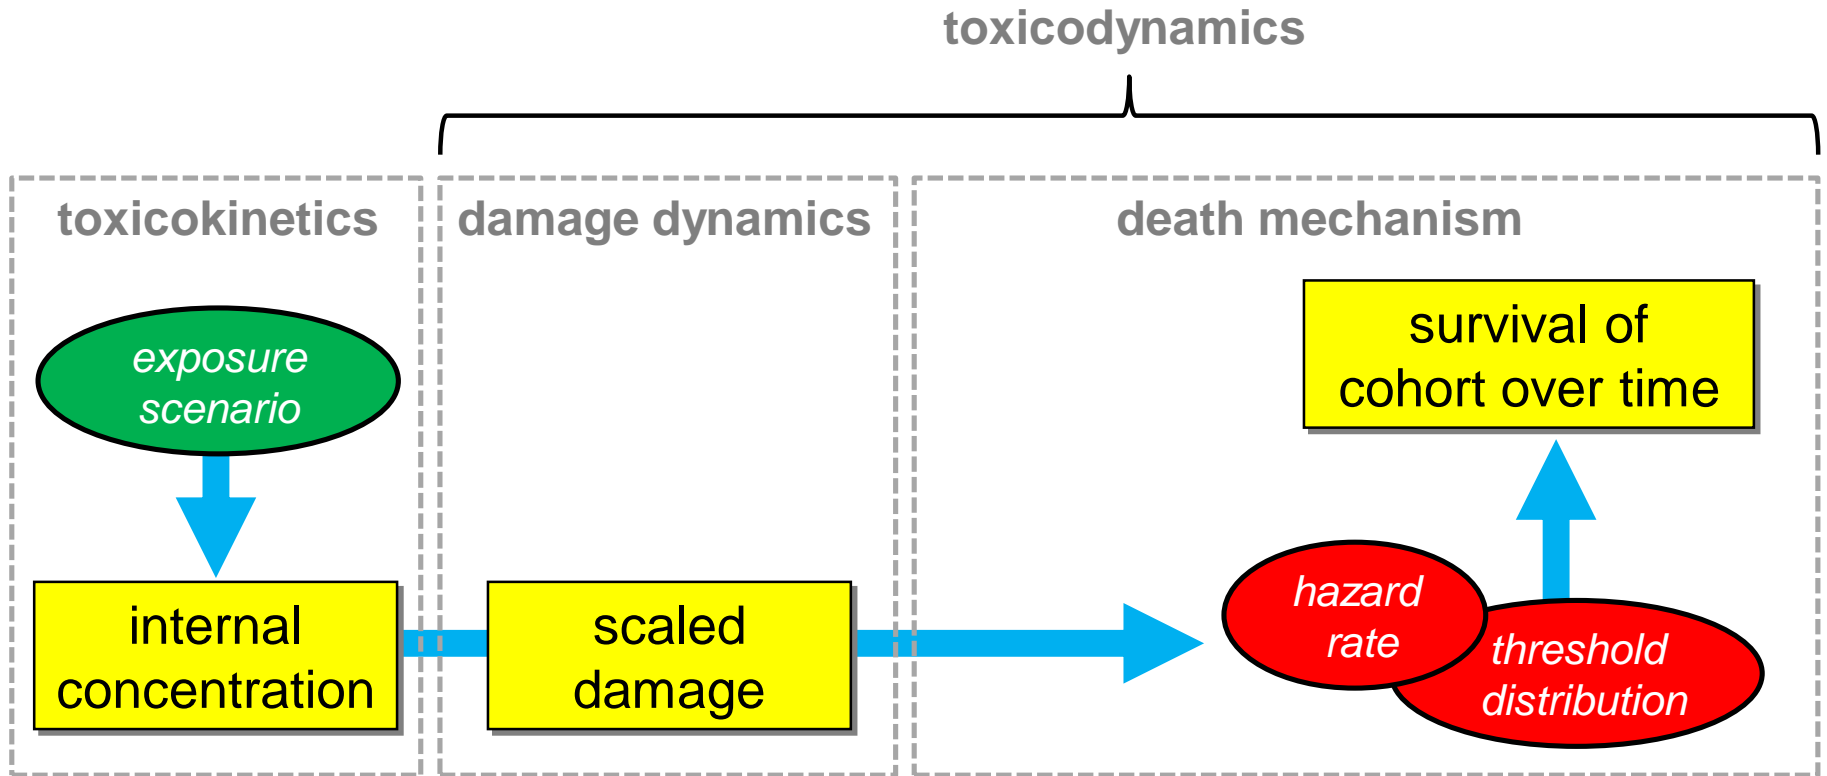 toxicodynamics
toxicokinetics
damage dynamics
death mechanism
exposure
scenario
internal
concentration
scaled
damage
hazard
rate
threshold
distribution
survival of
cohort over time